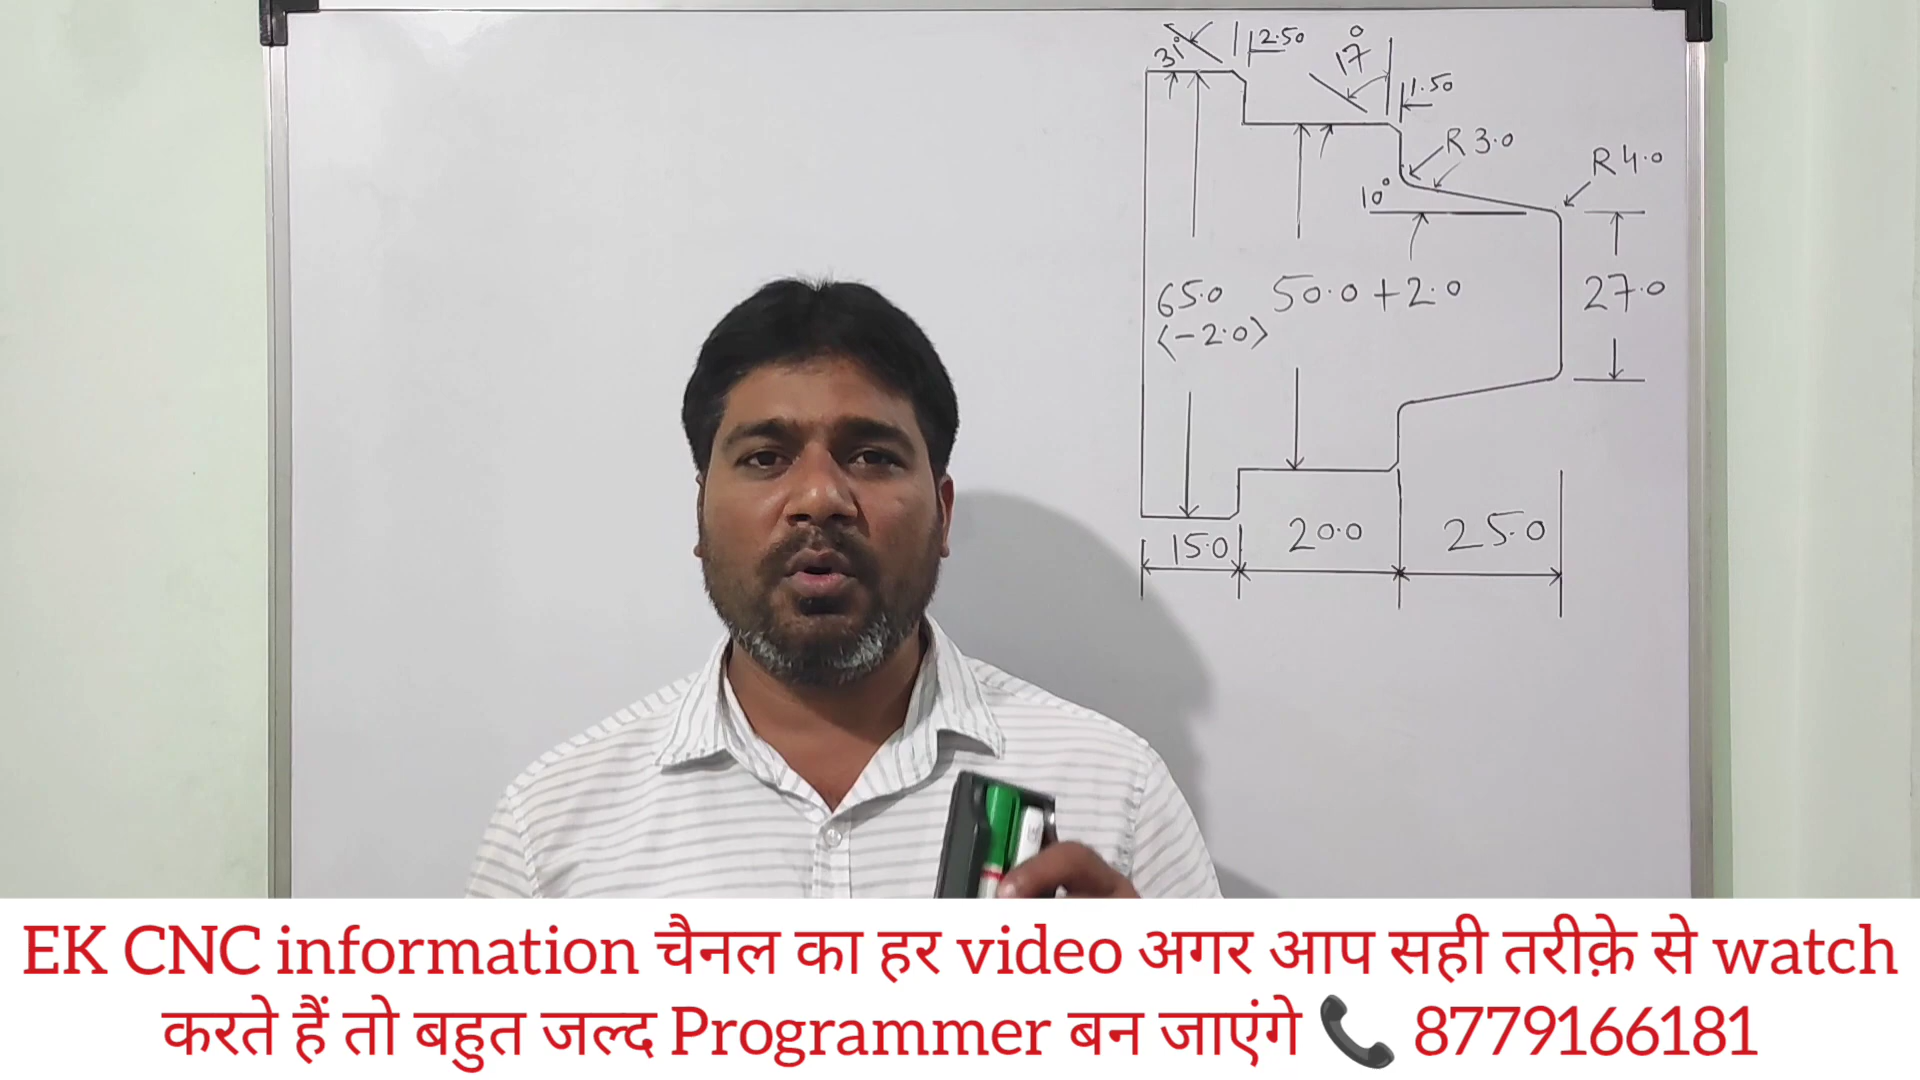 31°
2.50
17°
1.50
R 3.0
R 4.0
10°
65.0
(-2.0)
50.0 + 2.0
27.0
15.0
20.0
25.0
EK CNC information चैनल का हर video अगर आप सही तरीक़े से watch
करते हैं तो बहुत जल्द Programmer बन जाएंगे 📞 8779166181